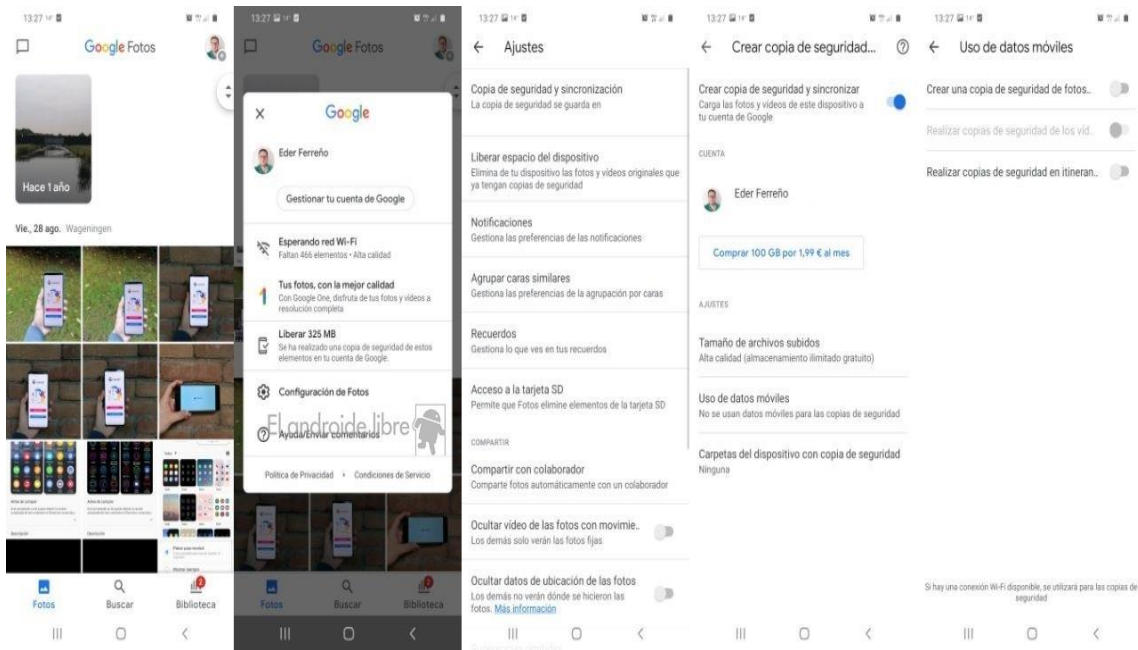 13:27 14°
Google Fotos
Hace 1 año
Vie., 28 ago. Wageningen
Fotos
Buscar
2
Biblioteca
13:27 14°
Google Fotos
Google
Eder Ferreño
Gestionar tu cuenta de Google
Esperando red Wi-Fi
Faltan 466 elementos • Alta calidad
Tus fotos, con la mejor calidad
Con Google One, disfruta de tus fotos y vídeos a
resolución completa
Liberar 325 MB
Se ha realizado una copia de seguridad de estos
elementos en tu cuenta de Google.
Configuración de Fotos
El androide libre
Ayuda/Enviar comentarios
Política de Privacidad • Condiciones de Servicio
Fotos
Buscar
2
Biblioteca
13:27 14°
Ajustes
Copia de seguridad y sincronización
La copia de seguridad se guarda en
Liberar espacio del dispositivo
Elimina de tu dispositivo las fotos y vídeos originales que
ya tengan copias de seguridad
Notificaciones
Gestiona las preferencias de las notificaciones
Agrupar caras similares
Gestiona las preferencias de la agrupación por caras
Recuerdos
Gestiona lo que ves en tus recuerdos
Acceso a la tarjeta SD
Permite que Fotos elimine elementos de la tarjeta SD
COMPARTIR
Compartir con colaborador
Comparte fotos automáticamente con un colaborador
Ocultar vídeo de las fotos con movimie..
Los demás solo verán las fotos fijas
Ocultar datos de ubicación de las fotos
Los demás no verán dónde se hicieron las
fotos. Más información
13:27 14°
Crear copia de seguridad...
Crear copia de seguridad y sincronizar
Carga las fotos y vídeos de este dispositivo a
tu cuenta de Google
CUENTA
Eder Ferreño
Comprar 100 GB por 1,99 € al mes
AJUSTES
Tamaño de archivos subidos
Alta calidad (almacenamiento ilimitado gratuito)
Uso de datos móviles
No se usan datos móviles para las copias de seguridad
Carpetas del dispositivo con copia de seguridad
Ninguna
13:27 14°
Uso de datos móviles
Crear una copia de seguridad de fotos..
Realizar copias de seguridad de los víd..
Realizar copias de seguridad en itineran..
Si hay una conexión Wi-Fi disponible, se utilizará para las copias de
seguridad